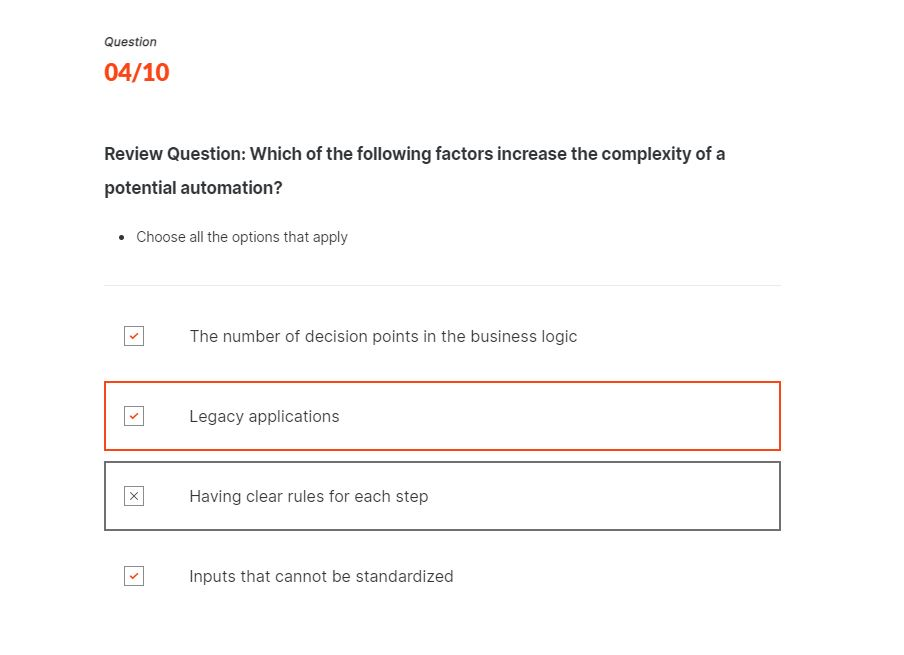 Question
04/10
Review Question: Which of the following factors increase the complexity of a
potential automation?
• Choose all the options that apply
The number of decision points in the business logic
Legacy applications
Having clear rules for each step
Inputs that cannot be standardized